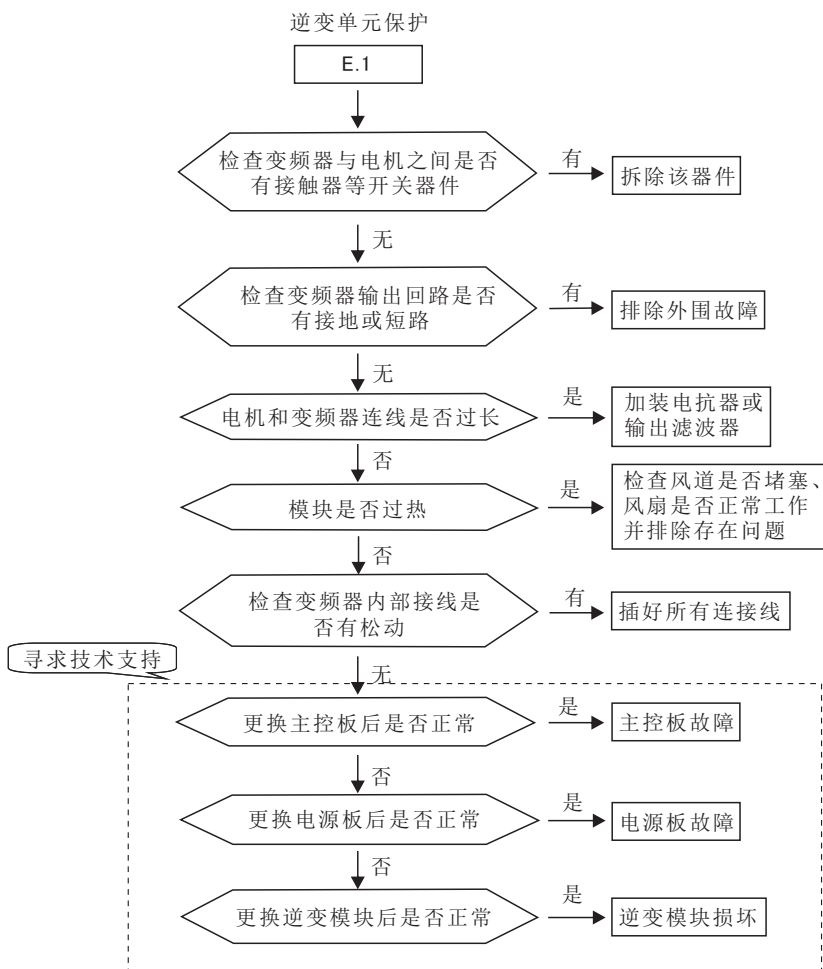 逆变单元保护
E.1
检查变频器与电机之间是否
有接触器等开关器件
有
拆除该器件
无
检查变频器输出回路是否
有接地或短路
有
排除外围故障
无
电机和变频器连线是否过长
是
加装电抗器或
输出滤波器
否
模块是否过热
是
检查风道是否堵塞、
风扇是否正常工作
并排除存在问题
否
检查变频器内部接线是
否有松动
有
插好所有连接线
寻求技术支持
无
更换主控板后是否正常
是
主控板故障
否
更换电源板后是否正常
是
电源板故障
否
更换逆变模块后是否正常
是
逆变模块损坏